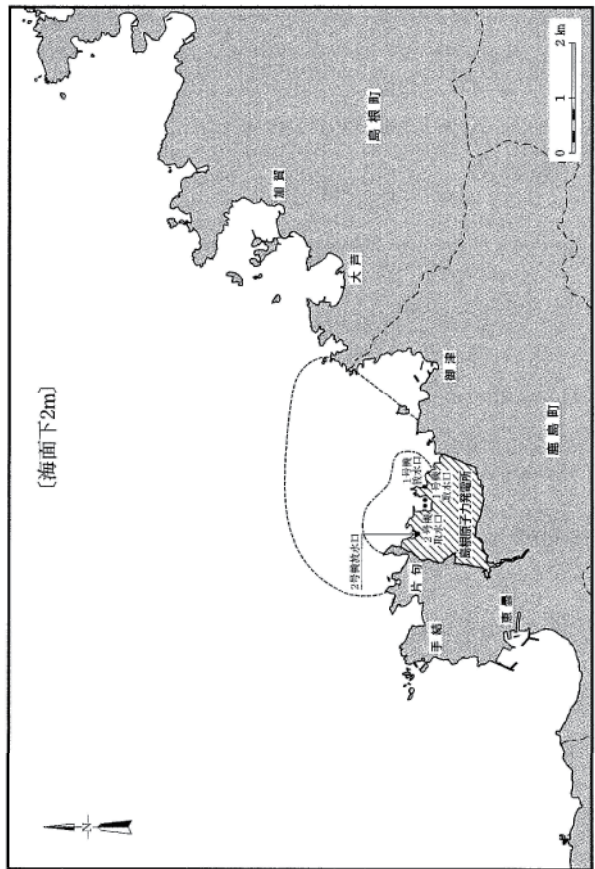 〔海面下2m〕
N
加賀
大芦
島根町
御津
鹿島町
1号機
放水口
1号機
取水口
2号機
取水口
2号機放水口
島根原子力発電所
片句
手結
恵曇
0 1 2 km